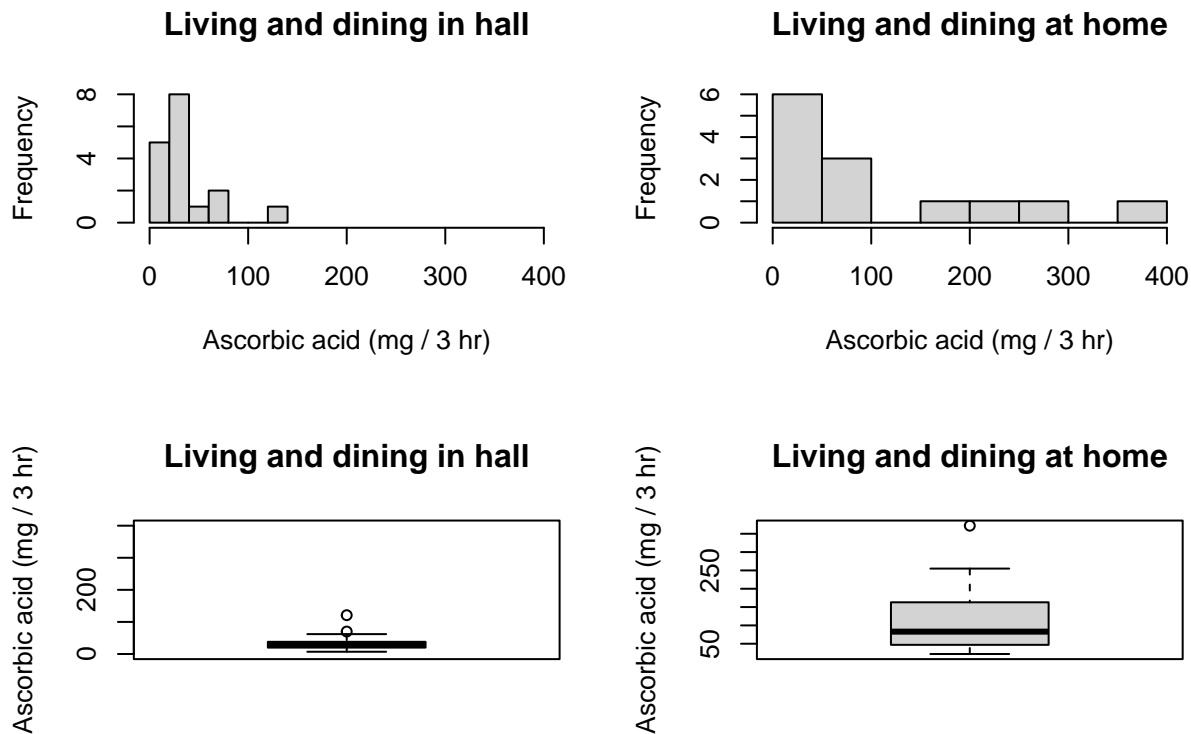 Living and dining in hall
Frequency
8
4
0
0 100 200 300 400
Ascorbic acid (mg / 3 hr)
Living and dining at home
Frequency
6
4
2
0
0 100 200 300 400
Ascorbic acid (mg / 3 hr)
Living and dining in hall
Ascorbic acid (mg / 3 hr)
200
0
Living and dining at home
Ascorbic acid (mg / 3 hr)
250
50